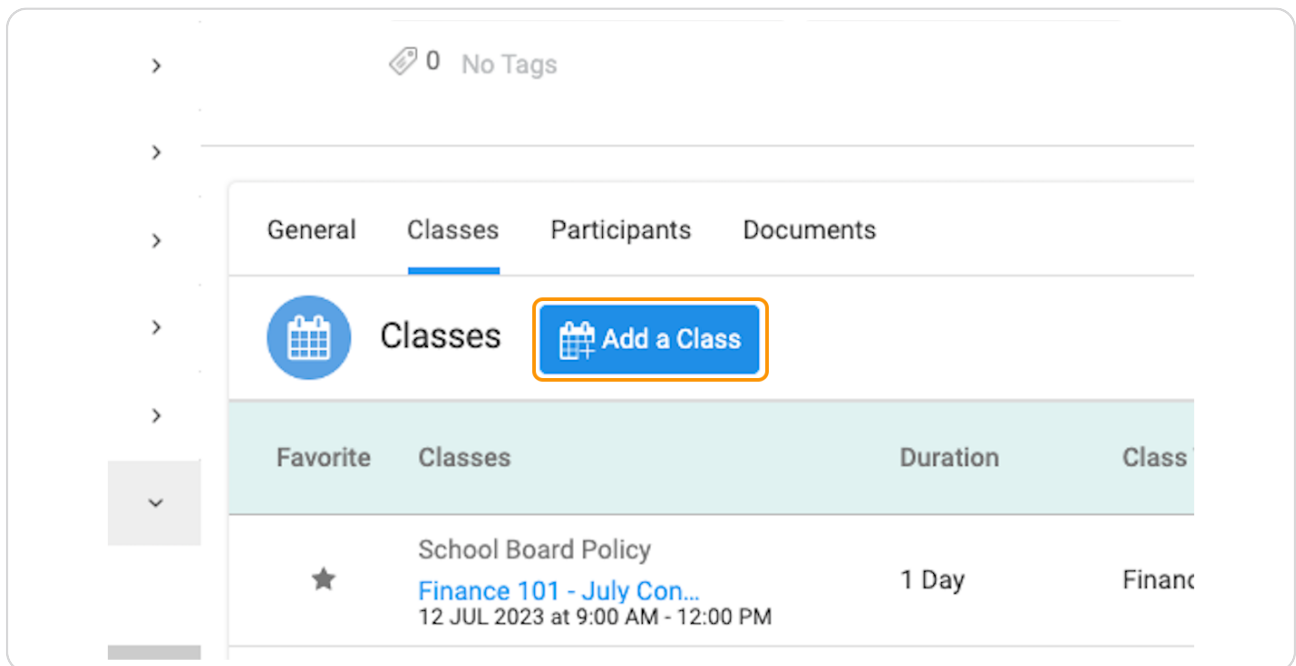 0 No Tags
General Classes Participants Documents
Classes Add a Class
Favorite Classes Duration Class
School Board Policy
Finance 101 - July Con...
1 Day
12 JUL 2023 at 9:00 AM - 12:00 PM